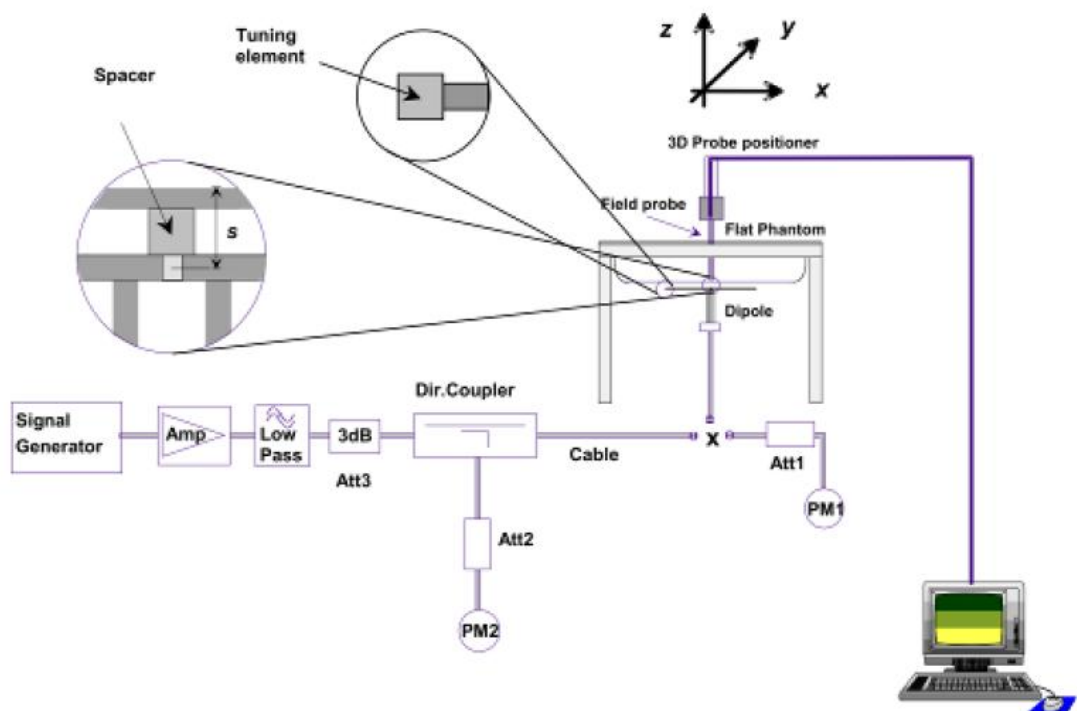 Tuning
element
Spacer
z
y
x
3D Probe positioner
Field probe
Flat Phantom
s
Dipole
Dir.Coupler
Signal
Generator
Amp
Low
Pass
3dB
Att3
Cable
X
Att1
PM1
Att2
PM2